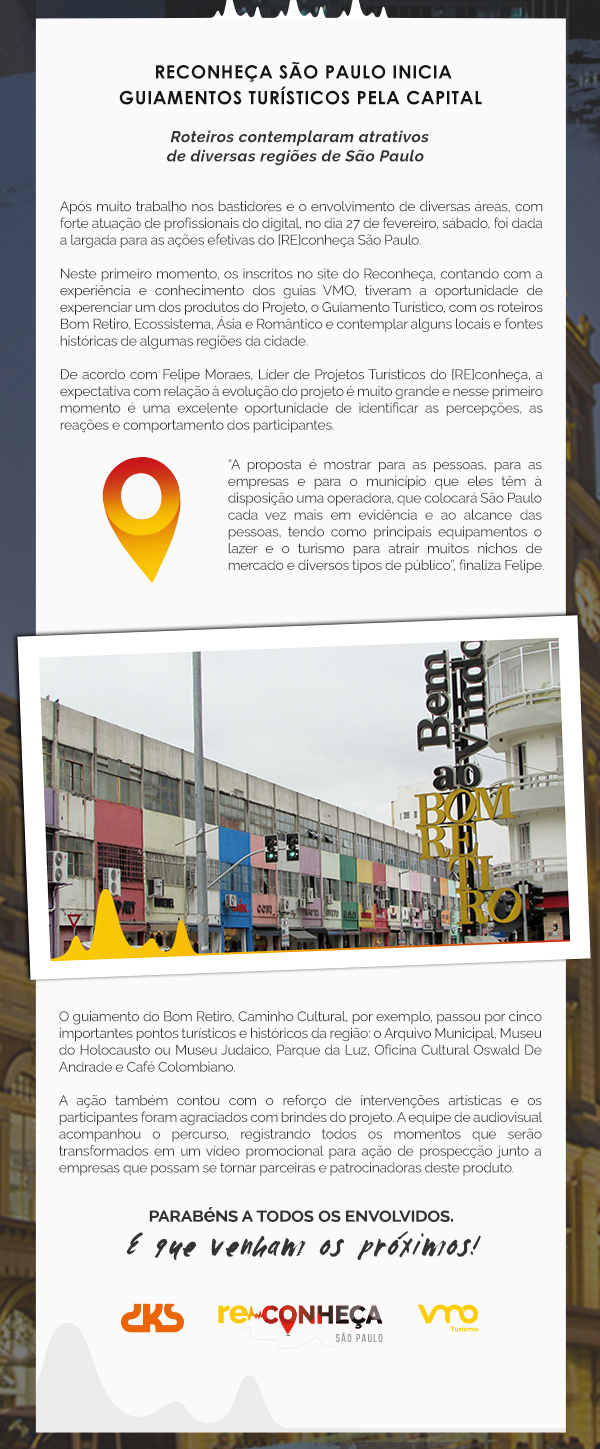 RECONHEÇA SÃO PAULO INICIA
GUIAMENTOS TURÍSTICOS PELA CAPITAL
Roteiros contemplaram atrativos
de diversas regiões de São Paulo
Após muito trabalho nos bastidores e o envolvimento de diversas áreas, com
forte atuação de profissionais do digital, no dia 27 de fevereiro, sábado, foi dada
a largada para as ações efetivas do [RE]conheça São Paulo.
Neste primeiro momento, os inscritos no site do Reconheça, contando com a
experiência e conhecimento dos guias VMO, tiveram a oportunidade de
experenciar um dos produtos do Projeto, o Guiamento Turístico, com os roteiros
Bom Retiro, Ecossistema, Ásia e Romântico e contemplar alguns locais e fontes
históricas de algumas regiões da cidade.
De acordo com Felipe Moraes, Líder de Projetos Turísticos do [RE]conheça, a
expectativa com relação à evolução do projeto é muito grande e nesse primeiro
momento é uma excelente oportunidade de identificar as percepções, as
reações e comportamento dos participantes.
“A proposta é mostrar para as pessoas, para as
empresas e para o município que eles têm à
disposição uma operadora, que colocará São Paulo
cada vez mais em evidência e ao alcance das
pessoas, tendo como principais equipamentos o
lazer e o turismo para atrair muitos nichos de
mercado e diversos tipos de público”, finaliza Felipe.
Bem
Vindo
ao
BOM
RE
TI
RO
O guiamento do Bom Retiro, Caminho Cultural, por exemplo, passou por cinco
importantes pontos turísticos e históricos da região: o Arquivo Municipal, Museu
do Holocausto ou Museu Judaico, Parque da Luz, Oficina Cultural Oswald De
Andrade e Café Colombiano.
A ação também contou com o reforço de intervenções artísticas e os
participantes foram agraciados com brindes do projeto. A equipe de audiovisual
acompanhou o percurso, registrando todos os momentos que serão
transformados em um vídeo promocional para ação de prospecção junto a
empresas que possam se tornar parceiras e patrocinadoras deste produto.
PARABéNS A TODOS OS ENVOLVIDOS.
E que venham os próximos!
DKS
re CONHEÇA
SÃO PAULO
vmo
Turismo